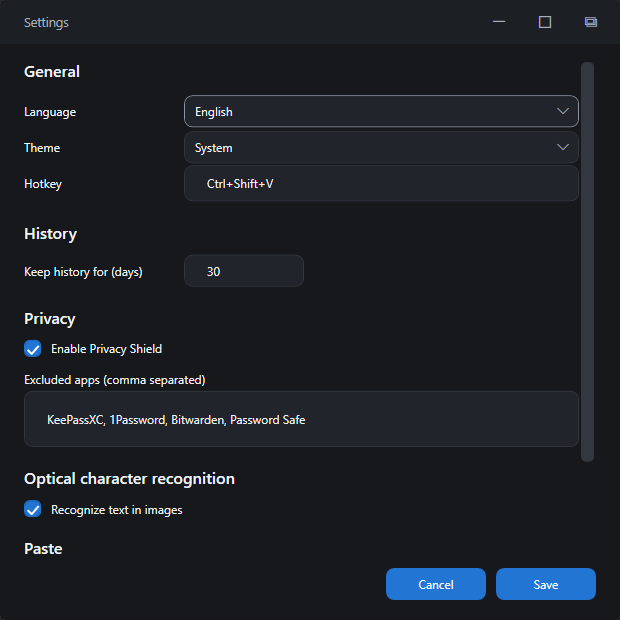 Settings
General
Language English
Theme System
Hotkey Ctrl+Shift+V
History
Keep history for (days) 30
Privacy
Enable Privacy Shield
Excluded apps (comma separated)
KeePassXC, 1Password, Bitwarden, Password Safe
Optical character recognition
Recognize text in images
Paste
Cancel Save